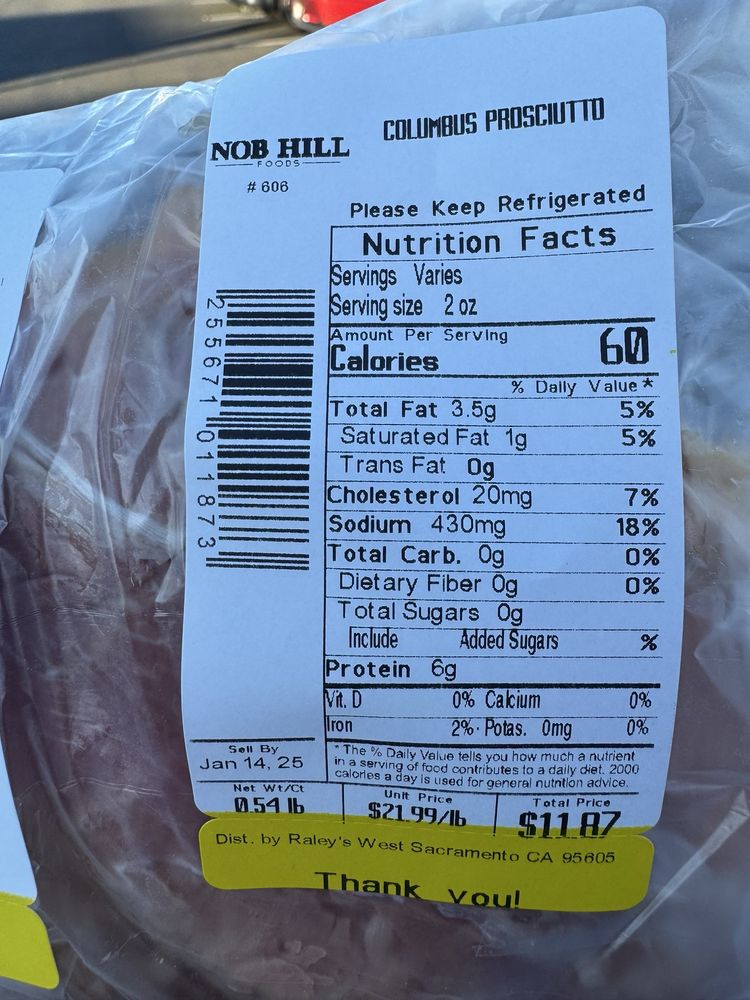 COLUMBUS PROSCIUTTO
NOB HILL
FOODS
# 606
Please Keep Refrigerated
Nutrition Facts
Servings Varies
Serving size 2 oz
Amount Per Serving
Calories 60
% Daily Value *
Total Fat 3.5g 5%
Saturated Fat 1g 5%
Trans Fat 0g
Cholesterol 20mg 7%
Sodium 430mg 18%
Total Carb. 0g 0%
Dietary Fiber 0g 0%
Total Sugars 0g
Include Added Sugars %
Protein 6g
Vit. D 0% Calcium 0%
Iron 2% Potas. 0mg 0%
* The % Daily Value tells you how much a nutrient
in a serving of food contributes to a daily diet. 2000
calories a day is used for general nutrition advice.
2 55671 01187 3
Sell By
Jan 14, 25
Net Wt/Ct
0.54 lb
Unit Price
$21.99/lb
Total Price
$11.87
Dist. by Raley's West Sacramento CA 95605
Thank you!